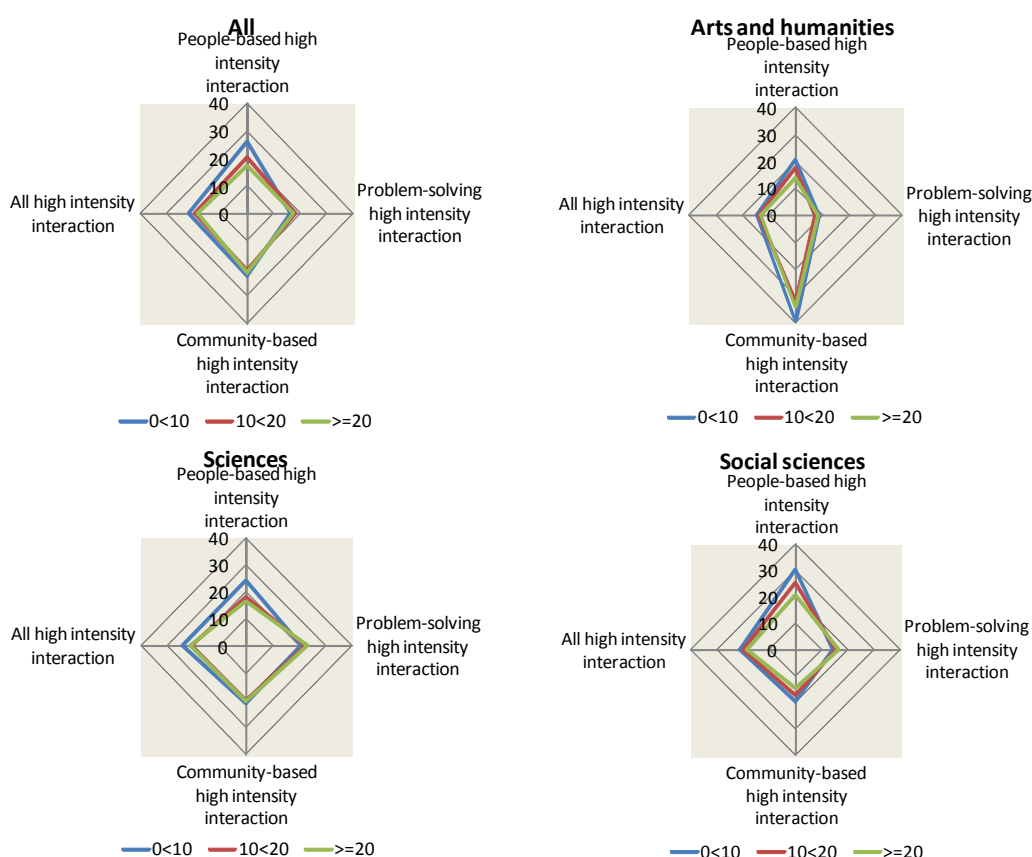 All
People-based high
intensity
interaction
40
30
20
10
0
All high intensity
interaction
Problem-solving
high intensity
interaction
Community-based
high intensity
interaction
0<10 10<20 >=20
Arts and humanities
People-based high
intensity
interaction
40
30
20
10
0
All high intensity
interaction
Problem-solving
high intensity
interaction
Community-based
high intensity
interaction
0<10 10<20 >=20
Sciences
People-based high
intensity
interaction
40
30
20
10
0
All high intensity
interaction
Problem-solving
high intensity
interaction
Community-based
high intensity
interaction
0<10 10<20 >=20
Social sciences
People-based high
intensity
interaction
40
30
20
10
0
All high intensity
interaction
Problem-solving
high intensity
interaction
Community-based
high intensity
interaction
0<10 10<20 >=20